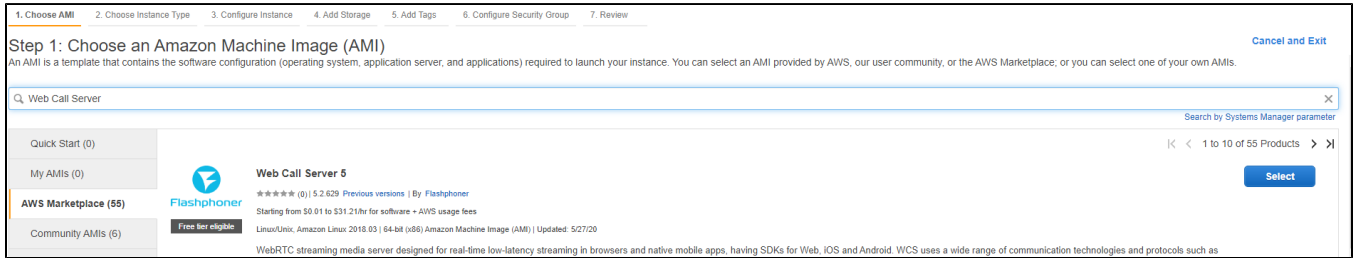 1. Choose AMI 2. Choose Instance Type 3. Configure Instance 4. Add Storage 5. Add Tags 6. Configure Security Group 7. Review
Step 1: Choose an Amazon Machine Image (AMI)
Cancel and Exit
An AMI is a template that contains the software configuration (operating system, application server, and applications) required to launch your instance. You can select an AMI provided by AWS, our user community, or the AWS Marketplace; or you can select one of your own AMIs.
Web Call Server
Search by Systems Manager parameter
Quick Start (0)
My AMIs (0)
AWS Marketplace (55)
Community AMIs (6)
1 to 10 of 55 Products
Flashphoner
Free tier eligible
Web Call Server 5
(0) | 5.2.629 Previous versions | By Flashphoner
Starting from $0.01 to $31.21/hr for software + AWS usage fees
Linux/Unix, Amazon Linux 2018.03 | 64-bit (x86) Amazon Machine Image (AMI) | Updated: 5/27/20
WebRTC streaming media server designed for real-time low-latency streaming in browsers and native mobile apps, having SDKs for Web, iOS and Android. WCS uses a wide range of communication technologies and protocols such as
Select